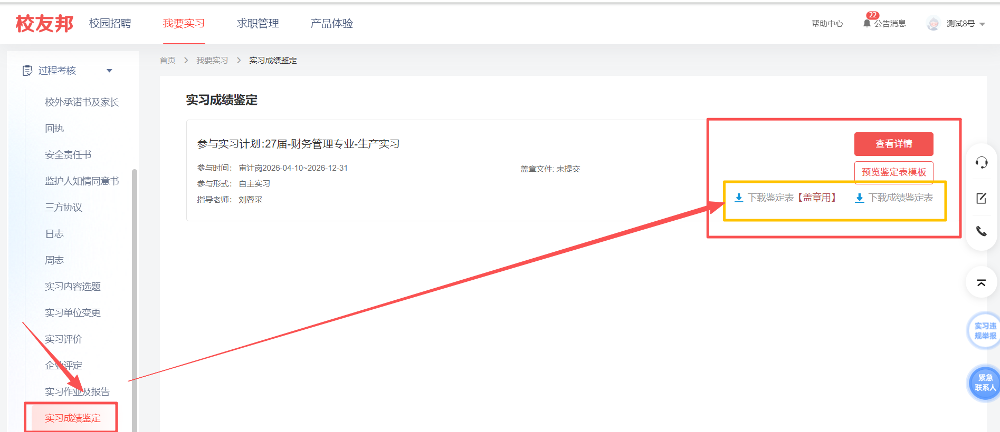 校友邦
校园招聘
我要实习
求职管理
产品体验
帮助中心
22
公告消息
测试8号
过程考核
校外承诺书及家长
回执
安全责任书
监护人知情同意书
三方协议
日志
周志
实习内容选题
实习单位变更
实习评价
企业评定
实习作业及报告
实习成绩鉴定
首页 > 我要实习 > 实习成绩鉴定
实习成绩鉴定
参与实习计划:27届-财务管理专业-生产实习
参与时间: 审计岗2026-04-10~2026-12-31
盖章文件: 未提交
参与形式: 自主实习
指导老师: 刘蓉采
查看详情
预览鉴定表模板
下载鉴定表【盖章用】
下载成绩鉴定表
实习违
规举报
紧急
联系人